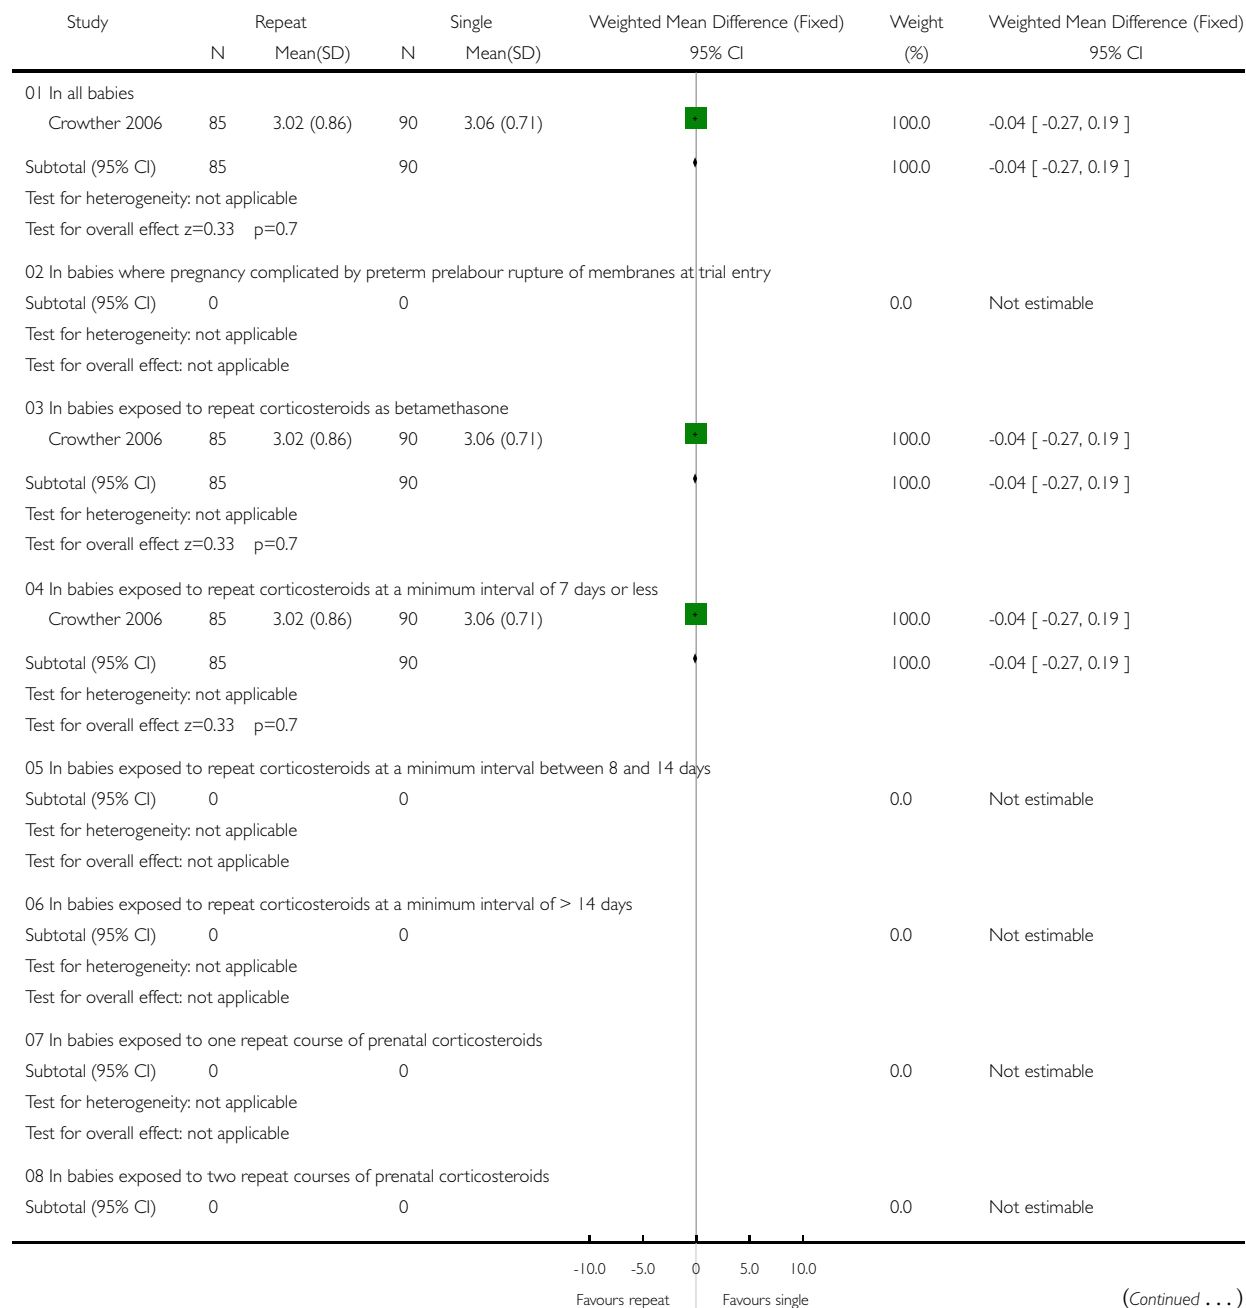 Study Repeat Single Weighted Mean Difference (Fixed) Weight Weighted Mean Difference (Fixed)
N Mean(SD) N Mean(SD) 95% CI (%) 95% CI
01 In all babies
Crowther 2006 85 3.02 (0.86) 90 3.06 (0.71) 100.0 -0.04 [ -0.27, 0.19 ]
Subtotal (95% CI) 85 90 100.0 -0.04 [ -0.27, 0.19 ]
Test for heterogeneity: not applicable
Test for overall effect z=0.33 p=0.7
02 In babies where pregnancy complicated by preterm prelabour rupture of membranes at trial entry
Subtotal (95% CI) 0 0 0.0 Not estimable
Test for heterogeneity: not applicable
Test for overall effect: not applicable
03 In babies exposed to repeat corticosteroids as betamethasone
Crowther 2006 85 3.02 (0.86) 90 3.06 (0.71) 100.0 -0.04 [ -0.27, 0.19 ]
Subtotal (95% CI) 85 90 100.0 -0.04 [ -0.27, 0.19 ]
Test for heterogeneity: not applicable
Test for overall effect z=0.33 p=0.7
04 In babies exposed to repeat corticosteroids at a minimum interval of 7 days or less
Crowther 2006 85 3.02 (0.86) 90 3.06 (0.71) 100.0 -0.04 [ -0.27, 0.19 ]
Subtotal (95% CI) 85 90 100.0 -0.04 [ -0.27, 0.19 ]
Test for heterogeneity: not applicable
Test for overall effect z=0.33 p=0.7
05 In babies exposed to repeat corticosteroids at a minimum interval between 8 and 14 days
Subtotal (95% CI) 0 0 0.0 Not estimable
Test for heterogeneity: not applicable
Test for overall effect: not applicable
06 In babies exposed to repeat corticosteroids at a minimum interval of > 14 days
Subtotal (95% CI) 0 0 0.0 Not estimable
Test for heterogeneity: not applicable
Test for overall effect: not applicable
07 In babies exposed to one repeat course of prenatal corticosteroids
Subtotal (95% CI) 0 0 0.0 Not estimable
Test for heterogeneity: not applicable
Test for overall effect: not applicable
08 In babies exposed to two repeat courses of prenatal corticosteroids
Subtotal (95% CI) 0 0 0.0 Not estimable
-10.0 -5.0 0 5.0 10.0
Favours repeat Favours single (Continued . . . )